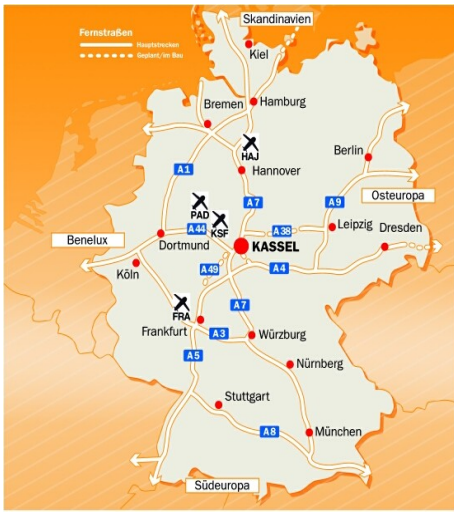 Skandinavien
Fernstraßen
Hauptstrecken
Geplant/im Bau
Kiel
Bremen
Hamburg
HAJ
Hannover
Berlin
A1
PAD
A7
A9
Osteuropa
KSF
A44
A38
Leipzig
Dresden
Benelux
Dortmund
KASSEL
Köln
A49
A4
FRA
A7
Frankfurt
A3
Würzburg
A5
Nürnberg
Stuttgart
A8
München
Südeuropa